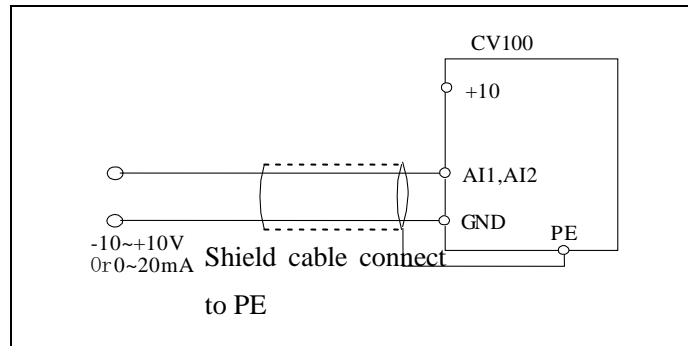 CV100
+10
AI1,AI2
GND
PE
-10~+10V
0r0~20mA
Shield cable connect
to PE